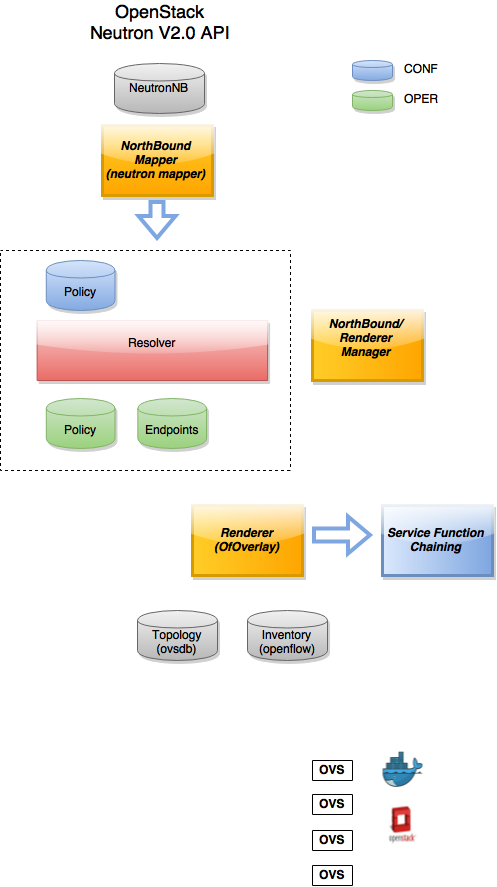 OpenStack
Neutron V2.0 API
NeutronNB
CONF
OPER
NorthBound
Mapper
(neutron mapper)
Policy
Resolver
NorthBound/
Renderer
Manager
Policy
Endpoints
Renderer
(OfOverlay)
Service Function
Chaining
Topology
(ovsdb)
Inventory
(openflow)
OVS
OVS
openstack
OVS
OVS